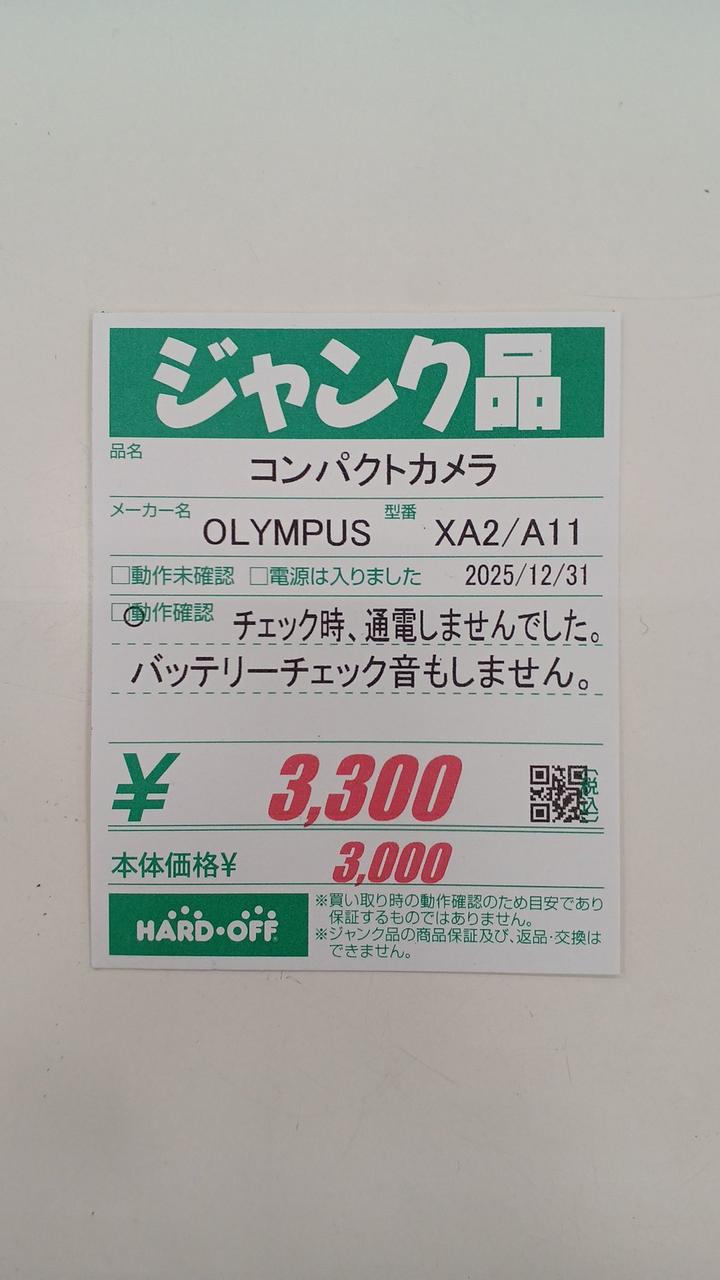 ジャンク品
品名
コンパクトカメラ
メーカー名 OLYMPUS 型番 XA2/A11
□動作未確認 □電源は入りました 2025/12/31
□動作確認 チェック時、通電しませんでした。
バッテリーチェック音もしません。
¥ 3,300 (税込)
本体価格¥ 3,000
HARD・OFF
※買い取り時の動作確認のため目安であり
保証するものではありません。
※ジャンク品の商品保証及び、返品・交換は
できません。